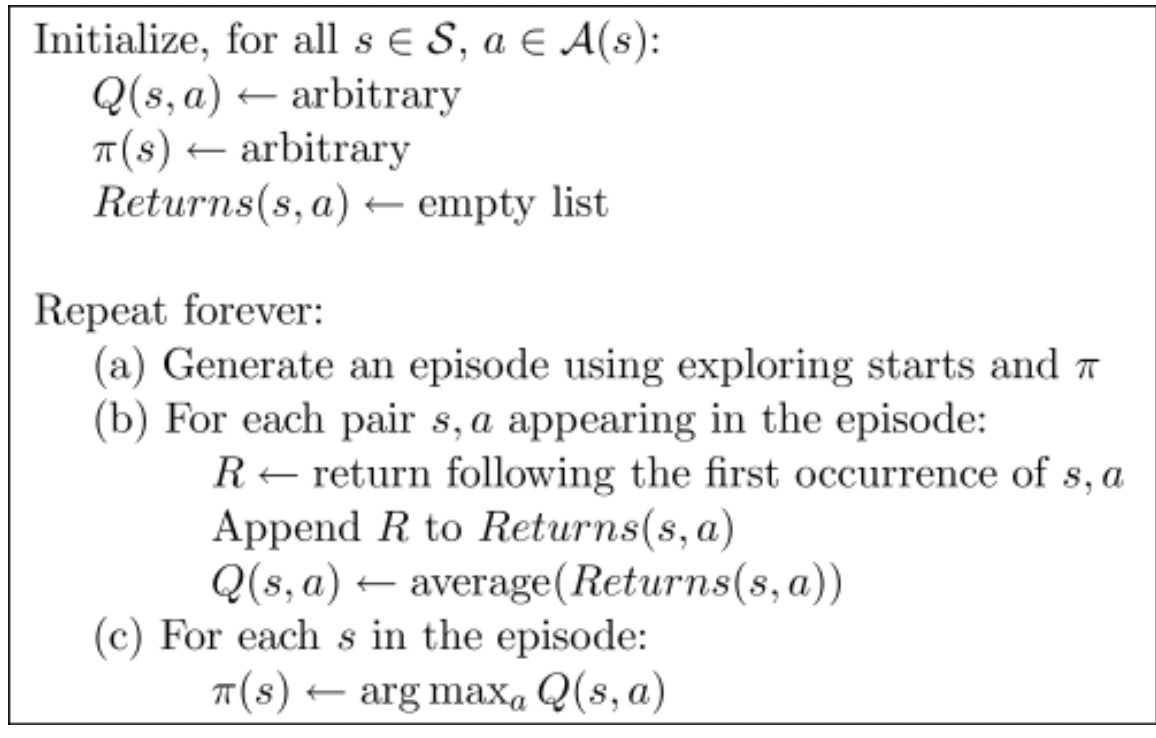 Initialize, for all s ∈ 𝒮, a ∈ 𝒜(s):
Q(s, a) ← arbitrary
π(s) ← arbitrary
Returns(s, a) ← empty list
Repeat forever:
(a) Generate an episode using exploring starts and π
(b) For each pair s, a appearing in the episode:
R ← return following the first occurrence of s, a
Append R to Returns(s, a)
Q(s, a) ← average(Returns(s, a))
(c) For each s in the episode:
π(s) ← arg maxₐ Q(s, a)